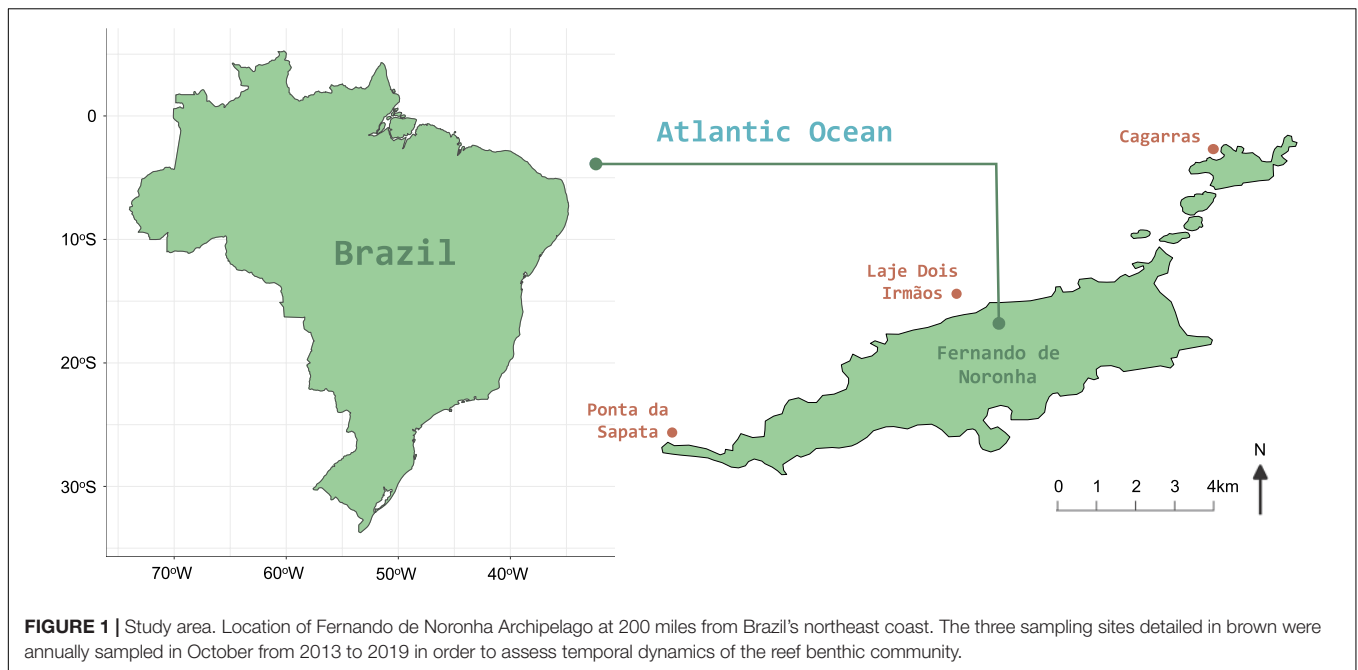 Atlantic Ocean
Brazil
Cagarras
Laje Dois
Irmãos
Fernando de
Noronha
Ponta da
Sapata
0
10ºS
20ºS
30ºS
70ºW
60ºW
50ºW
40ºW
N
0 1 2 3 4km
FIGURE 1 | Study area. Location of Fernando de Noronha Archipelago at 200 miles from Brazil’s northeast coast. The three sampling sites detailed in brown were
annually sampled in October from 2013 to 2019 in order to assess temporal dynamics of the reef benthic community.